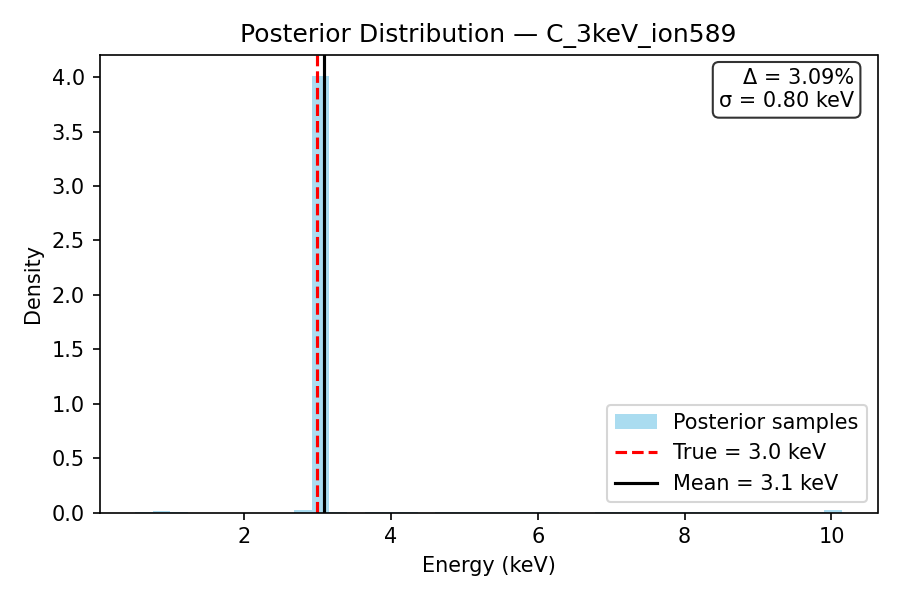 Posterior Distribution — C_3keV_ion589
Δ = 3.09%
σ = 0.80 keV
4.0
3.5
3.0
2.5
2.0
1.5
1.0
0.5
0.0
Density
Posterior samples
True = 3.0 keV
Mean = 3.1 keV
2 4 6 8 10
Energy (keV)